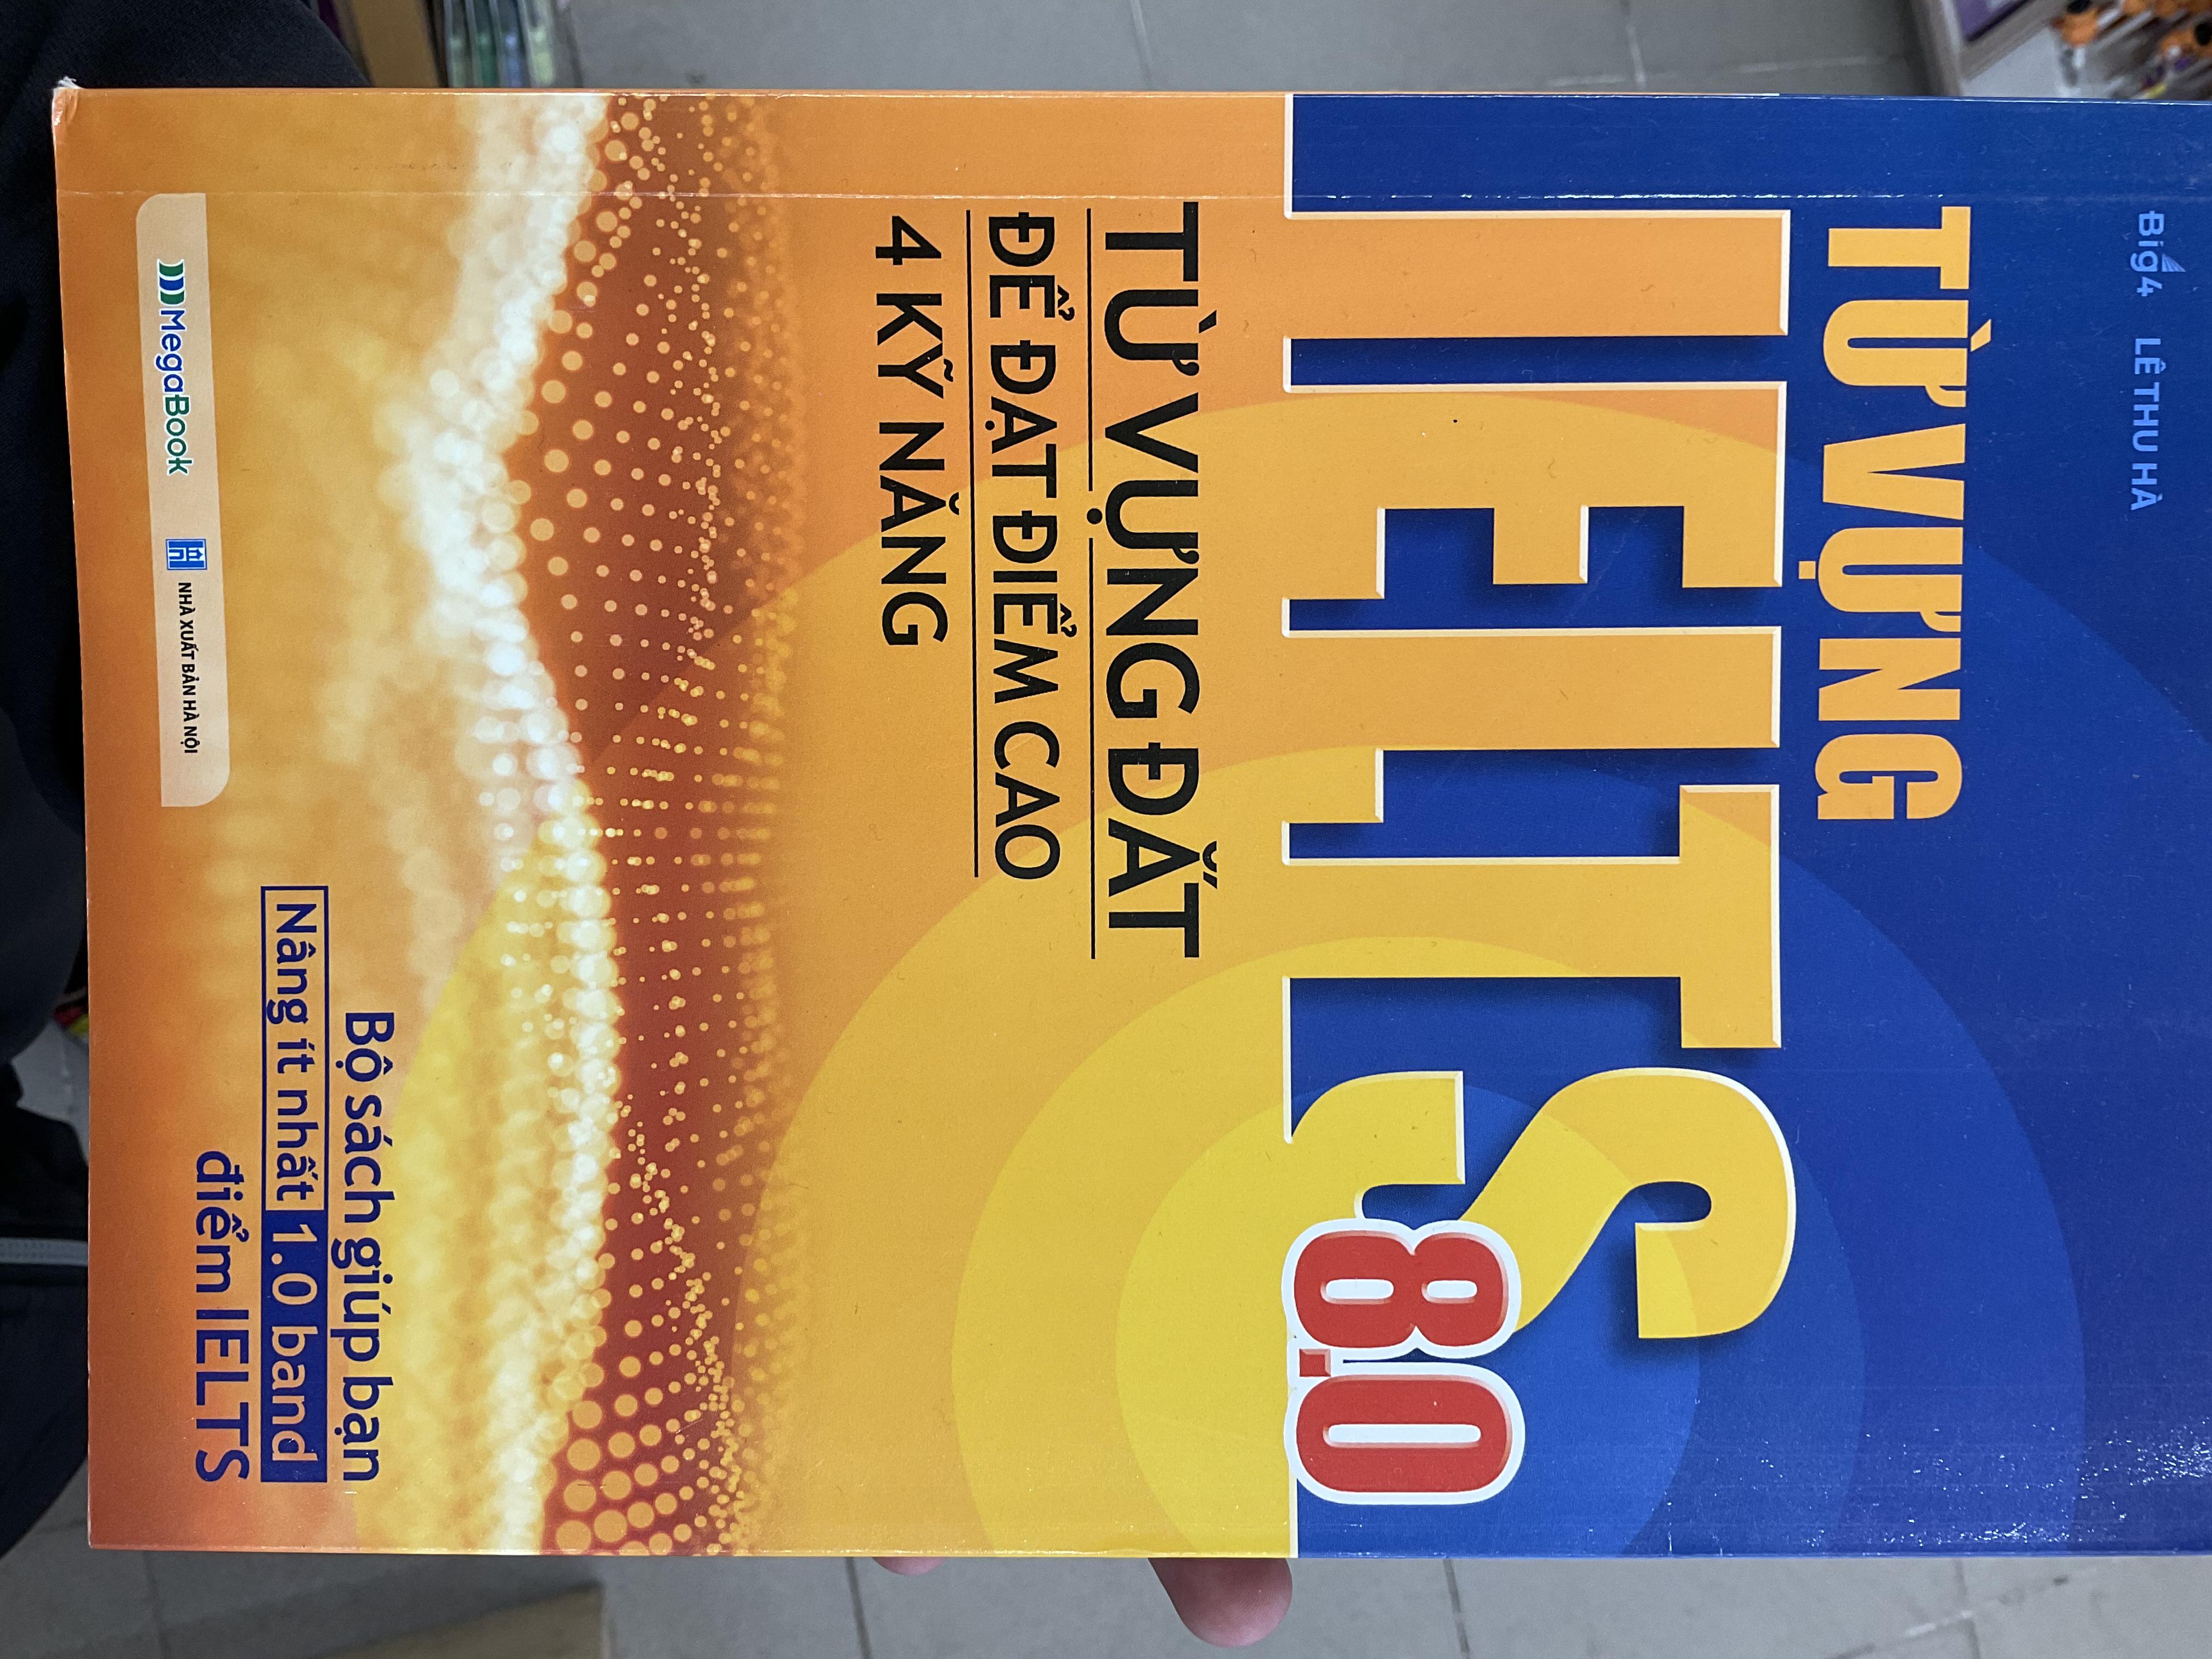 Big4 LÊ THU HÀ
TỪ VỰNG
IELTS 8.0
TỪ VỰNG ĐẮT
ĐỂ ĐẠT ĐIỂM CAO
4 KỸ NĂNG
Bộ sách giúp bạn
Nâng ít nhất 1.0 band
điểm IELTS
MegaBook NHÀ XUẤT BẢN HÀ NỘI